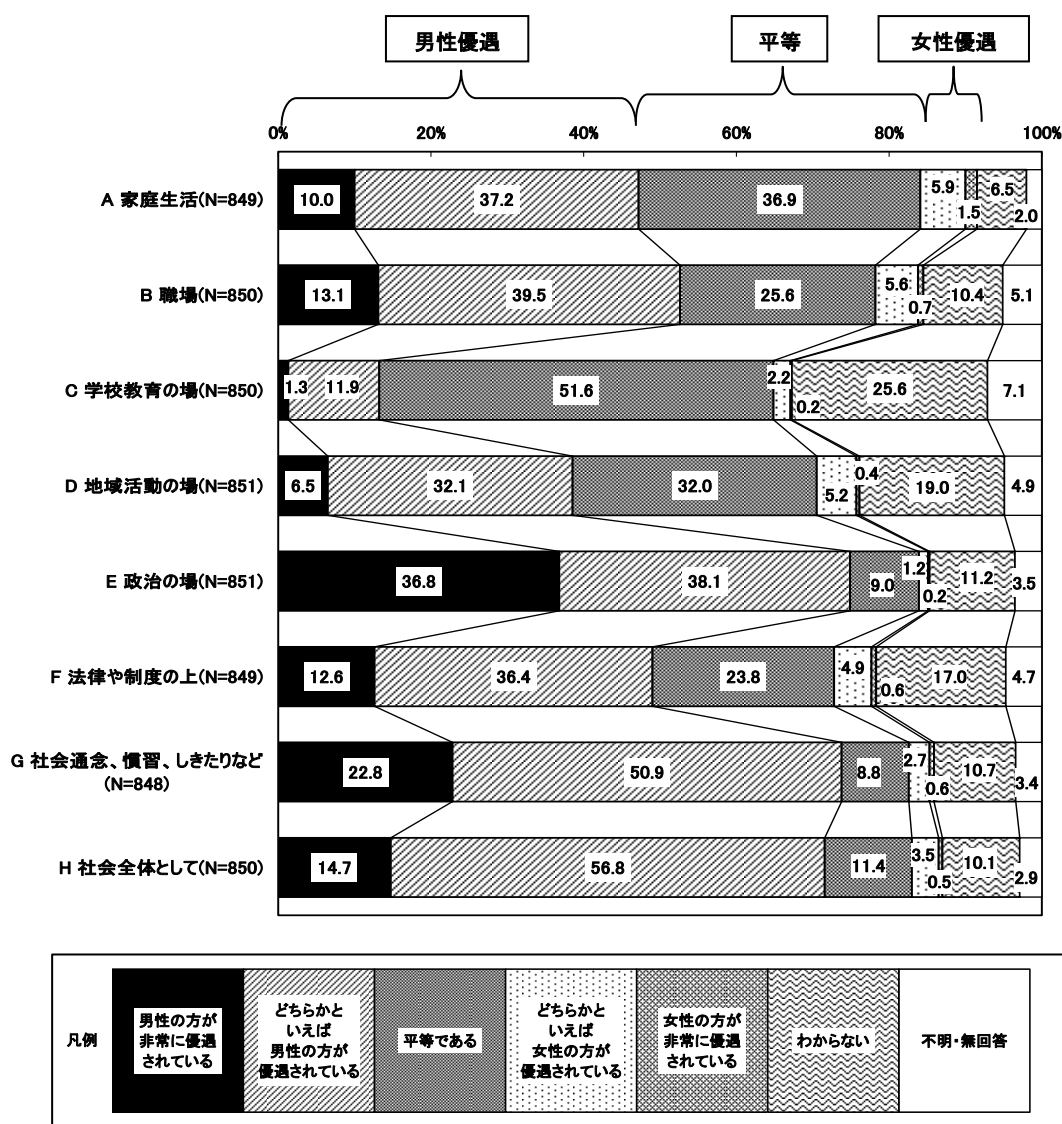 男性優遇
平等
女性優遇
0%
20%
40%
60%
80%
100%
A 家庭生活(N=849)
10.0
37.2
36.9
5.9
1.5
6.5
2.0
B 職場(N=850)
13.1
39.5
25.6
5.6
0.7
10.4
5.1
C 学校教育の場(N=850)
1.3
11.9
51.6
2.2
0.2
25.6
7.1
D 地域活動の場(N=851)
6.5
32.1
32.0
5.2
0.4
19.0
4.9
E 政治の場(N=851)
36.8
38.1
9.0
1.2
0.2
11.2
3.5
F 法律や制度の上(N=849)
12.6
36.4
23.8
4.9
0.6
17.0
4.7
G 社会通念、慣習、しきたりなど
(N=848)
22.8
50.9
8.8
2.7
0.6
10.7
3.4
H 社会全体として(N=850)
14.7
56.8
11.4
3.5
0.5
10.1
2.9
凡例
男性の方が
非常に優遇
されている
どちらかと
いえば
男性の方が
優遇されている
平等である
どちらかと
いえば
女性の方が
優遇されている
女性の方が
非常に優遇
されている
わからない
不明・無回答